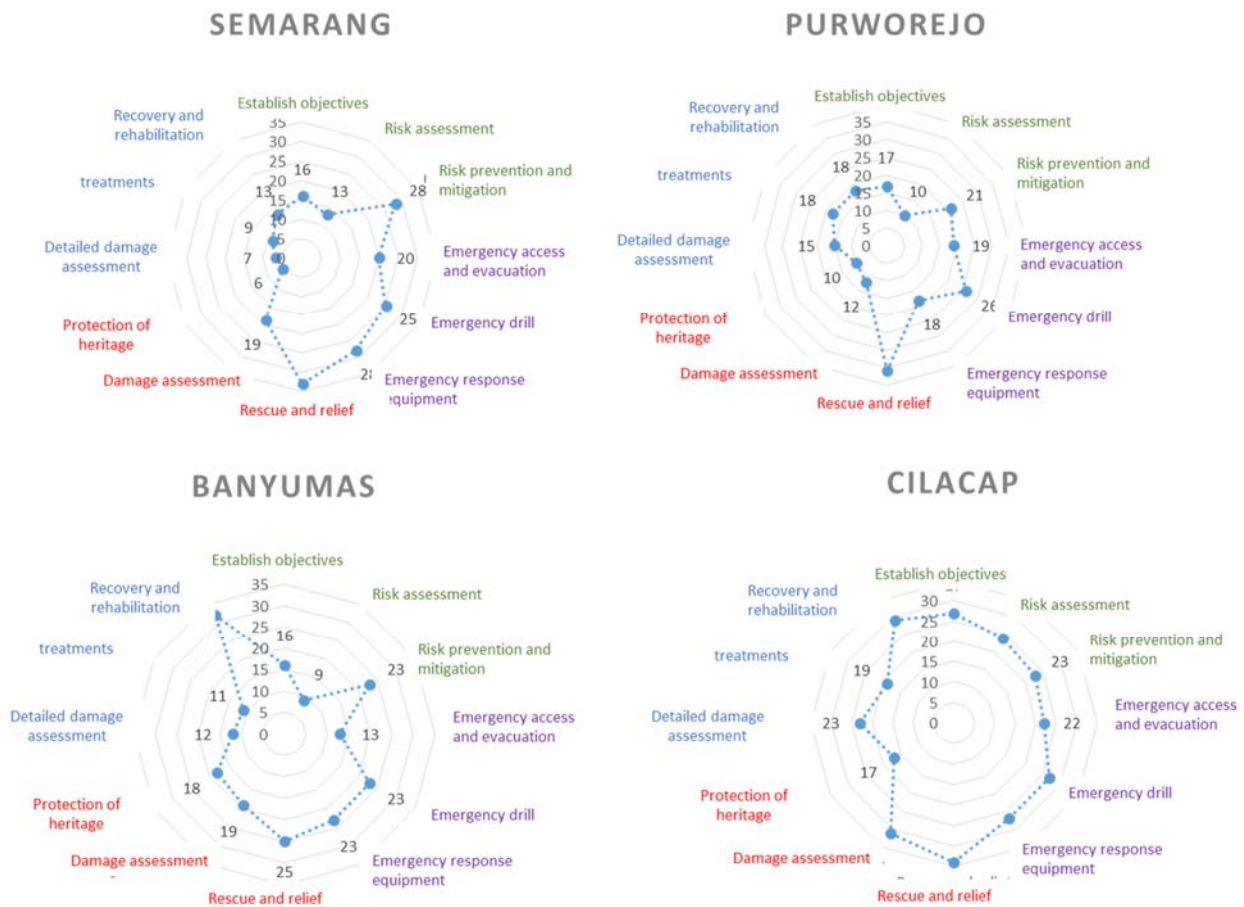 SEMARANG
Establish objectives
Recovery and
rehabilitation
Risk assessment
treatments
Risk prevention and
mitigation
Detailed damage
assessment
Emergency access
and evacuation
Protection of
heritage
Emergency drill
Damage assessment
Emergency response
equipment
Rescue and relief
35
30
25
20
15
10
5
0
16
13
28
20
25
28
19
6
7
9
13
PURWOREJO
Establish objectives
Recovery and
rehabilitation
Risk assessment
treatments
Risk prevention and
mitigation
Detailed damage
assessment
Emergency access
and evacuation
Protection of
heritage
Emergency drill
Damage assessment
Emergency response
equipment
Rescue and relief
35
30
25
20
15
10
5
0
17
10
21
19
26
18
12
10
15
18
18
BANYUMAS
Establish objectives
Recovery and
rehabilitation
Risk assessment
treatments
Risk prevention and
mitigation
Detailed damage
assessment
Emergency access
and evacuation
Protection of
heritage
Emergency drill
Damage assessment
Emergency response
equipment
Rescue and relief
35
30
25
20
15
10
5
0
16
9
23
13
23
23
25
19
18
12
11
CILACAP
Establish objectives
Recovery and
rehabilitation
Risk assessment
treatments
Risk prevention and
mitigation
Detailed damage
assessment
Emergency access
and evacuation
Protection of
heritage
Emergency drill
Damage assessment
Emergency response
equipment
Rescue and relief
30
25
20
15
10
5
0
23
22
17
23
19